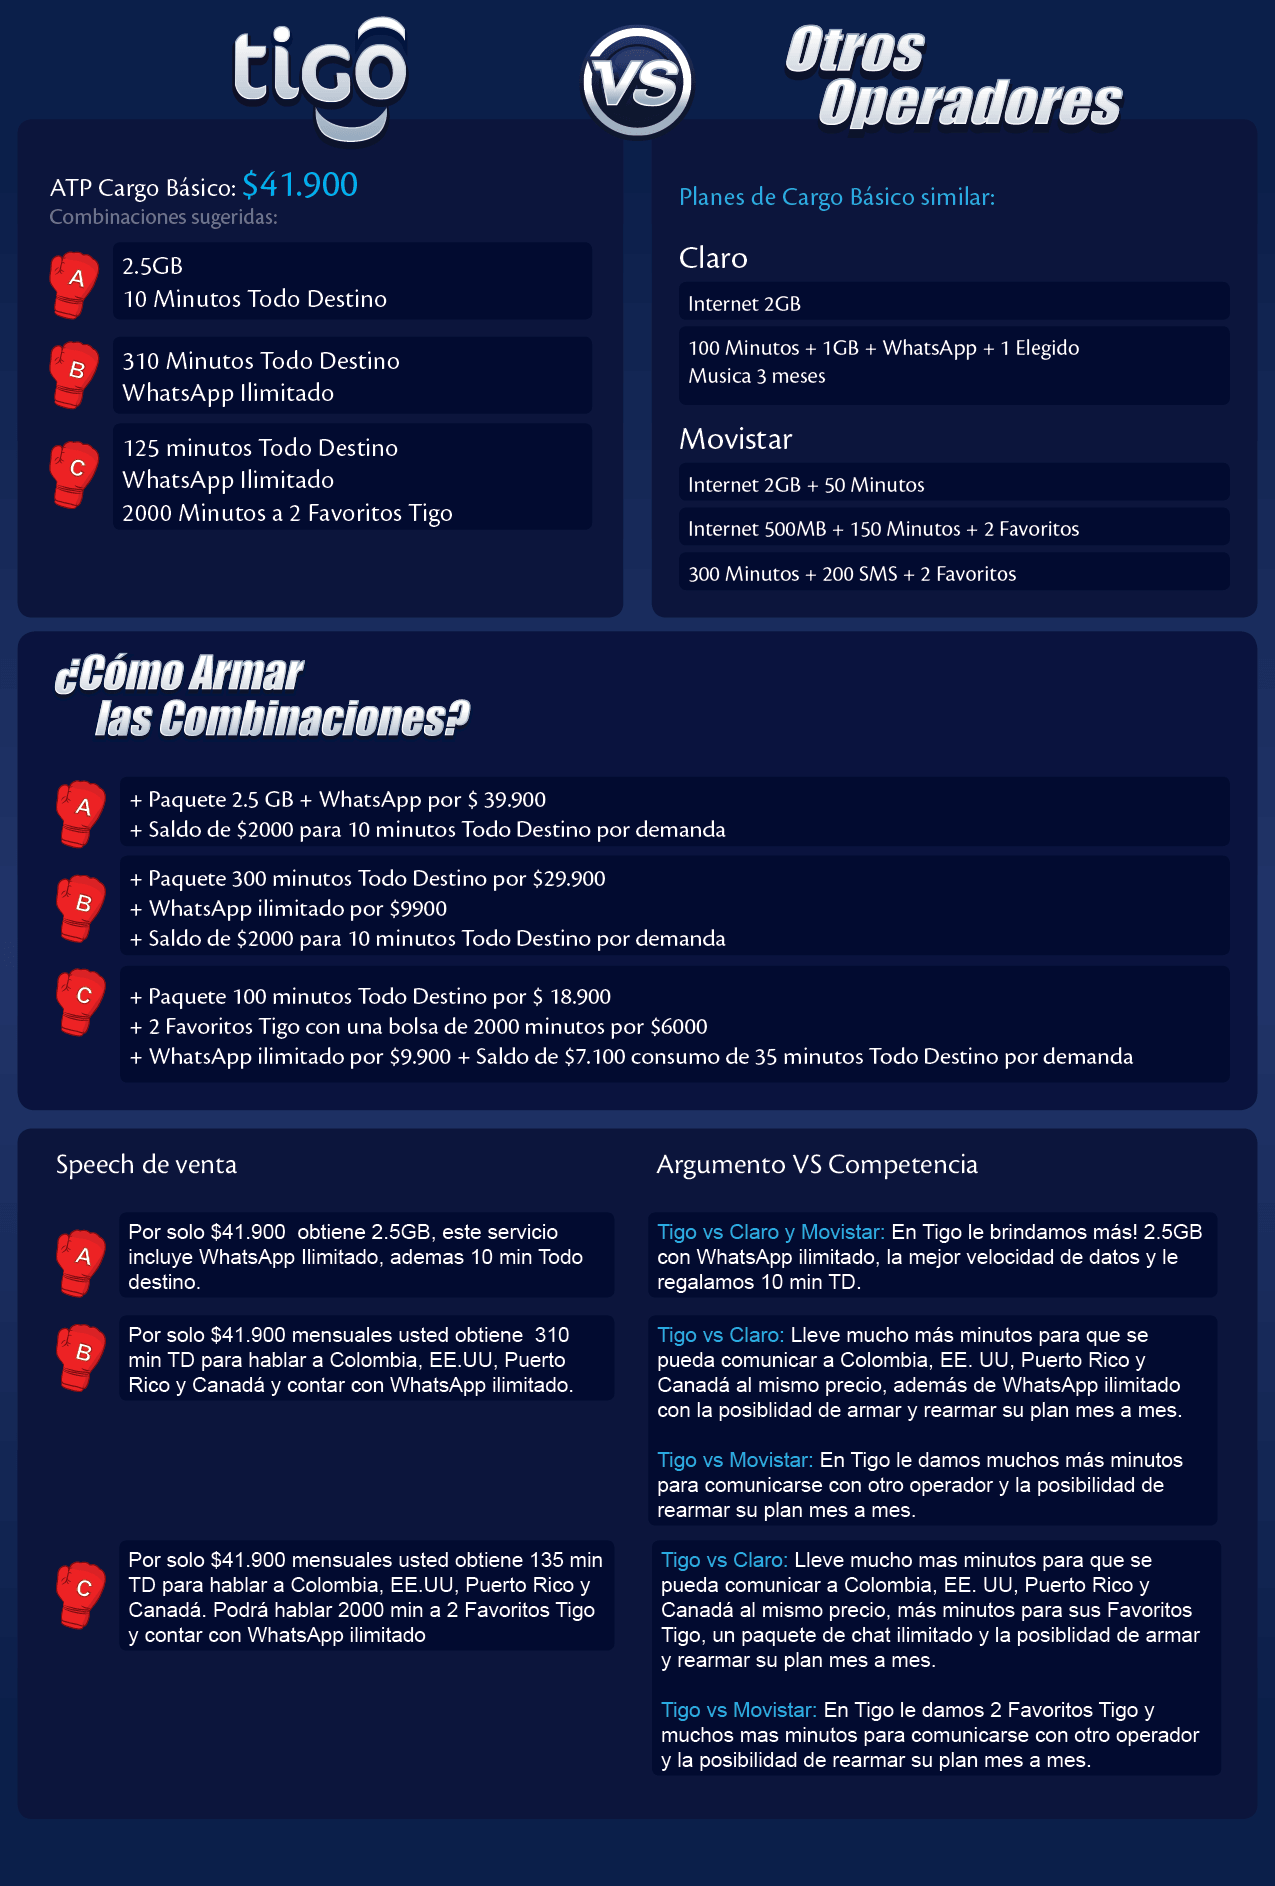 tigo
VS
Otros
Operadores
ATP Cargo Básico: $41.900
Combinaciones sugeridas:
A
2.5GB
10 Minutos Todo Destino
B
310 Minutos Todo Destino
WhatsApp Ilimitado
C
125 minutos Todo Destino
WhatsApp Ilimitado
2000 Minutos a 2 Favoritos Tigo
Planes de Cargo Básico similar:
Claro
Internet 2GB
100 Minutos + 1GB + WhatsApp + 1 Elegido
Musica 3 meses
Movistar
Internet 2GB + 50 Minutos
Internet 500MB + 150 Minutos + 2 Favoritos
300 Minutos + 200 SMS + 2 Favoritos
¿Cómo Armar
las Combinaciones?
A
+ Paquete 2.5 GB + WhatsApp por $ 39.900
+ Saldo de $2000 para 10 minutos Todo Destino por demanda
B
+ Paquete 300 minutos Todo Destino por $29.900
+ WhatsApp ilimitado por $9900
+ Saldo de $2000 para 10 minutos Todo Destino por demanda
C
+ Paquete 100 minutos Todo Destino por $ 18.900
+ 2 Favoritos Tigo con una bolsa de 2000 minutos por $6000
+ WhatsApp ilimitado por $9.900 + Saldo de $7.100 consumo de 35 minutos Todo Destino por demanda
Speech de venta
Argumento VS Competencia
A
Por solo $41.900  obtiene 2.5GB, este servicio
incluye WhatsApp Ilimitado, ademas 10 min Todo
destino.
Tigo vs Claro y Movistar: En Tigo le brindamos más! 2.5GB
con WhatsApp ilimitado, la mejor velocidad de datos y le
regalamos 10 min TD.
B
Por solo $41.900 mensuales usted obtiene  310
min TD para hablar a Colombia, EE.UU, Puerto
Rico y Canadá y contar con WhatsApp ilimitado.
Tigo vs Claro: Lleve mucho más minutos para que se
pueda comunicar a Colombia, EE. UU, Puerto Rico y
Canadá al mismo precio, además de WhatsApp ilimitado
con la posiblidad de armar y rearmar su plan mes a mes.
Tigo vs Movistar: En Tigo le damos muchos más minutos
para comunicarse con otro operador y la posibilidad de
rearmar su plan mes a mes.
C
Por solo $41.900 mensuales usted obtiene 135 min
TD para hablar a Colombia, EE.UU, Puerto Rico y
Canadá. Podrá hablar 2000 min a 2 Favoritos Tigo
y contar con WhatsApp ilimitado
Tigo vs Claro: Lleve mucho mas minutos para que se
pueda comunicar a Colombia, EE. UU, Puerto Rico y
Canadá al mismo precio, más minutos para sus Favoritos
Tigo, un paquete de chat ilimitado y la posiblidad de armar
y rearmar su plan mes a mes.
Tigo vs Movistar: En Tigo le damos 2 Favoritos Tigo y
muchos mas minutos para comunicarse con otro operador
y la posibilidad de rearmar su plan mes a mes.